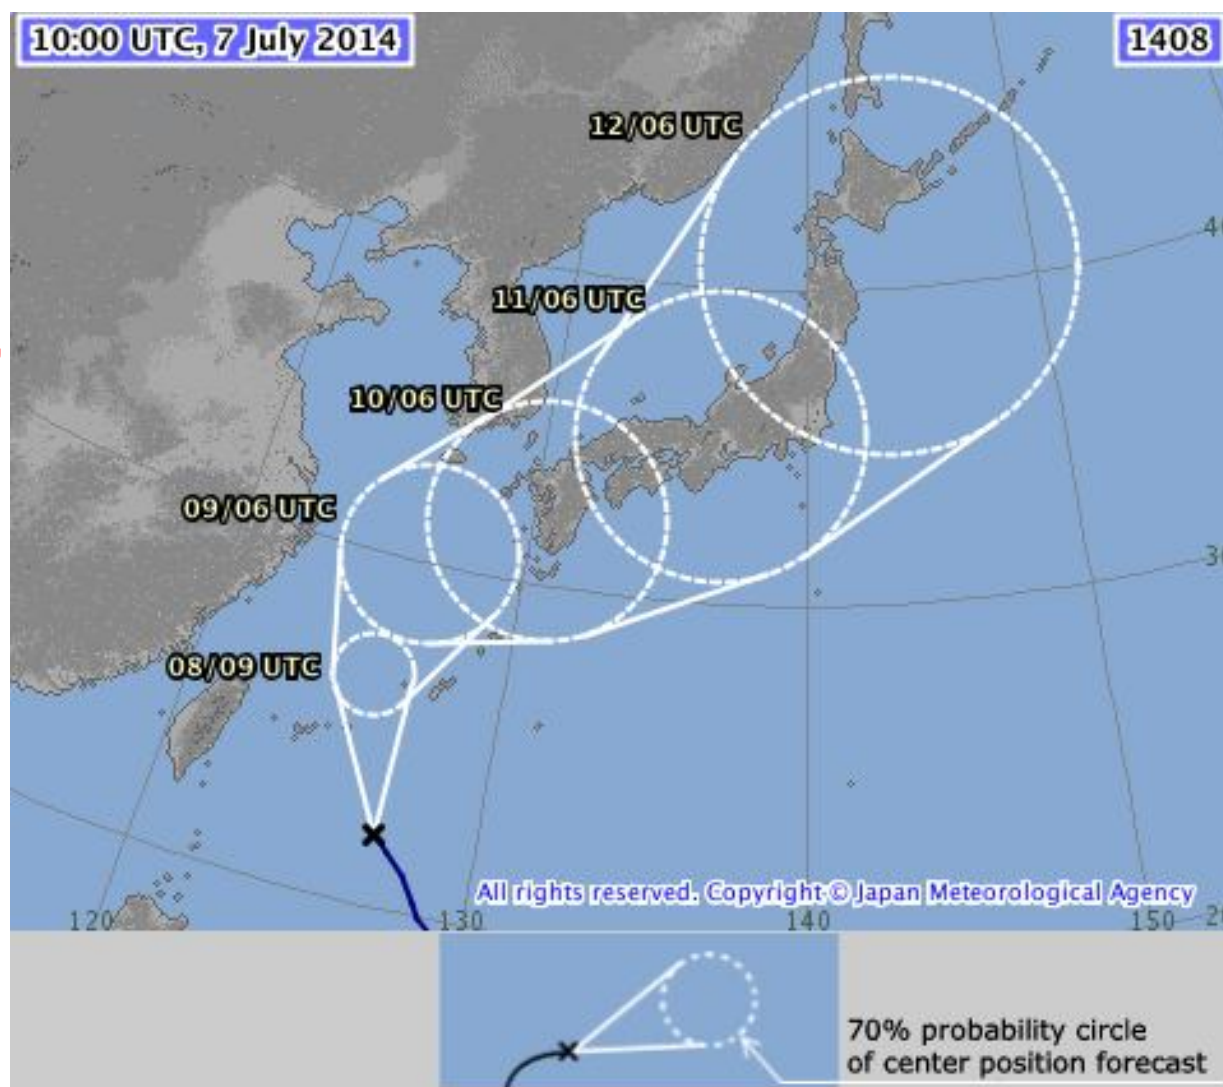 10:00 UTC, 7 July 2014
1408
12/06 UTC
11/06 UTC
10/06 UTC
09/06 UTC
08/09 UTC
All rights reserved. Copyright © Japan Meteorological Agency
120
130
140
150
70% probability circle
of center position forecast